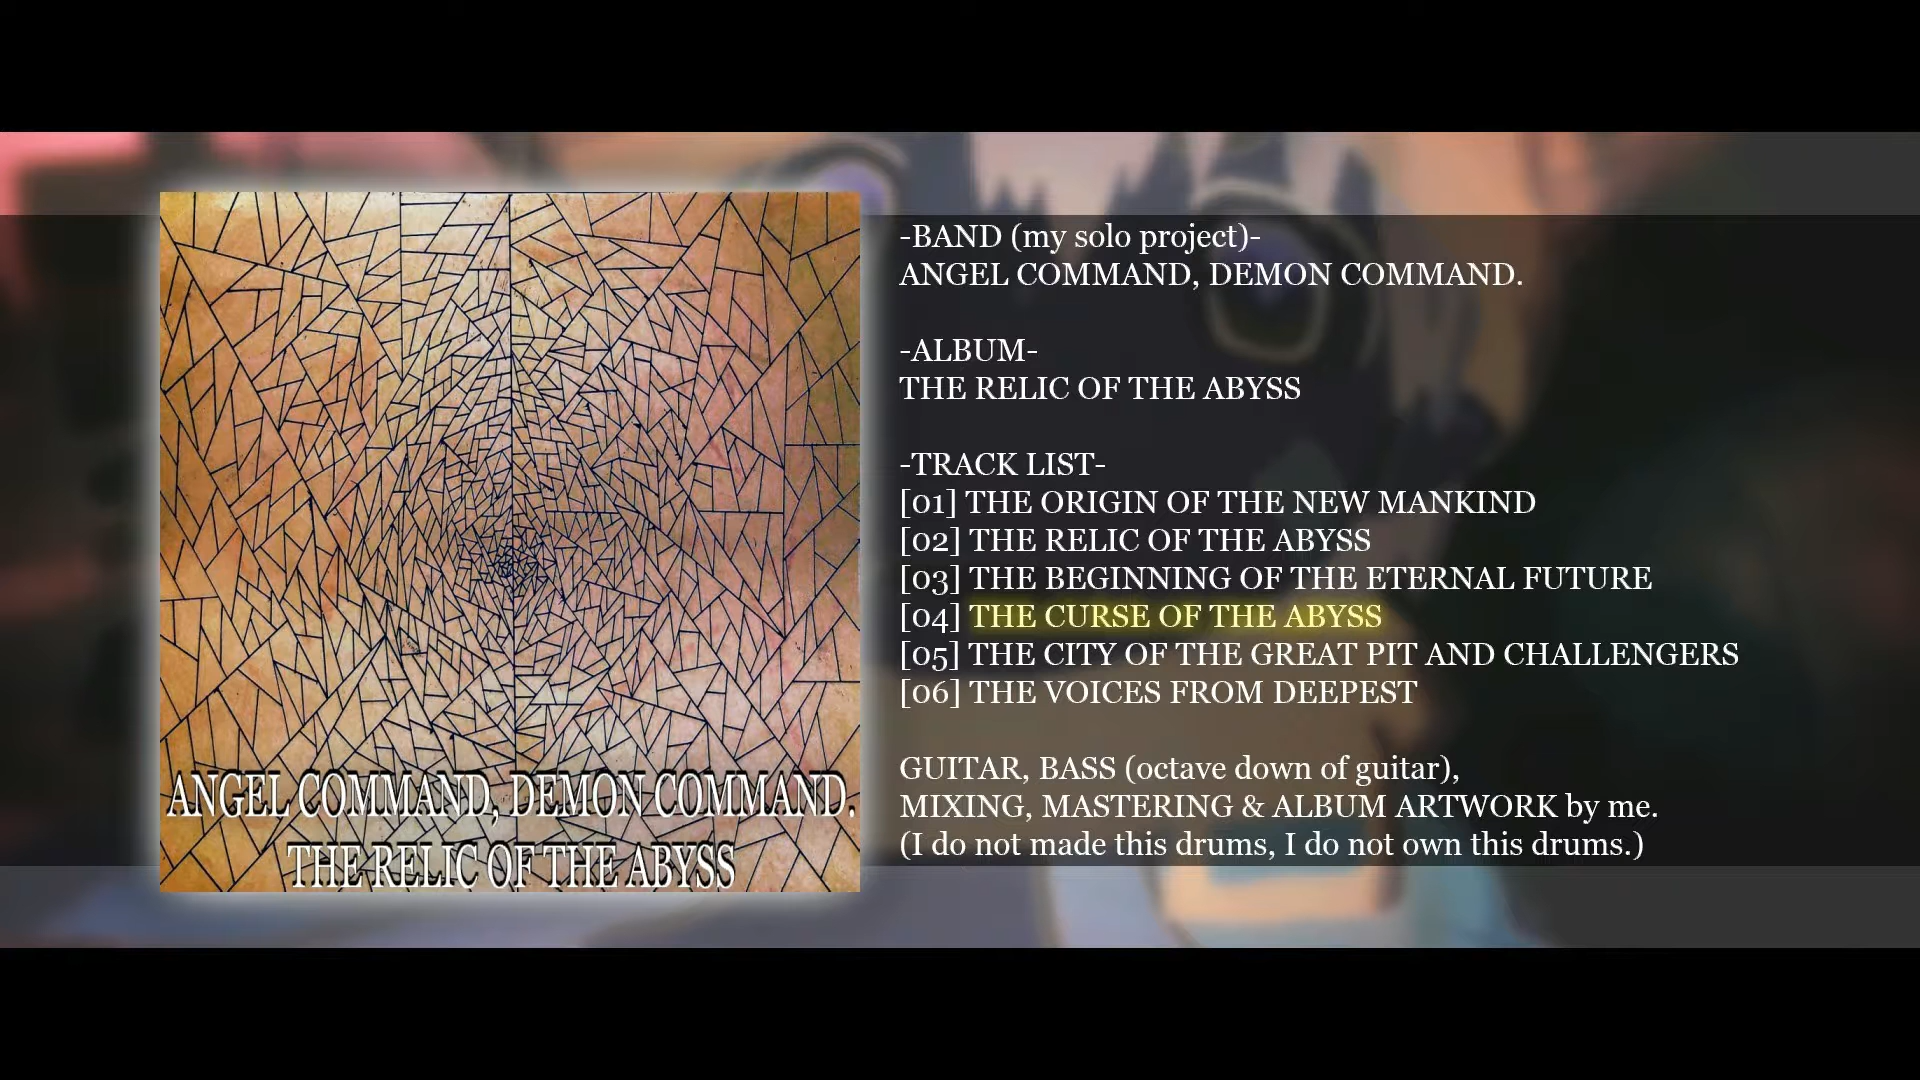 ANGEL COMMAND, DEMON COMMAND.
THE RELIC OF THE ABYSS
-BAND (my solo project)-
ANGEL COMMAND, DEMON COMMAND.
-ALBUM-
THE RELIC OF THE ABYSS
-TRACK LIST-
[01] THE ORIGIN OF THE NEW MANKIND
[02] THE RELIC OF THE ABYSS
[03] THE BEGINNING OF THE ETERNAL FUTURE
[04] THE CURSE OF THE ABYSS
[05] THE CITY OF THE GREAT PIT AND CHALLENGERS
[06] THE VOICES FROM DEEPEST
GUITAR, BASS (octave down of guitar),
MIXING, MASTERING & ALBUM ARTWORK by me.
(I do not made this drums, I do not own this drums.)